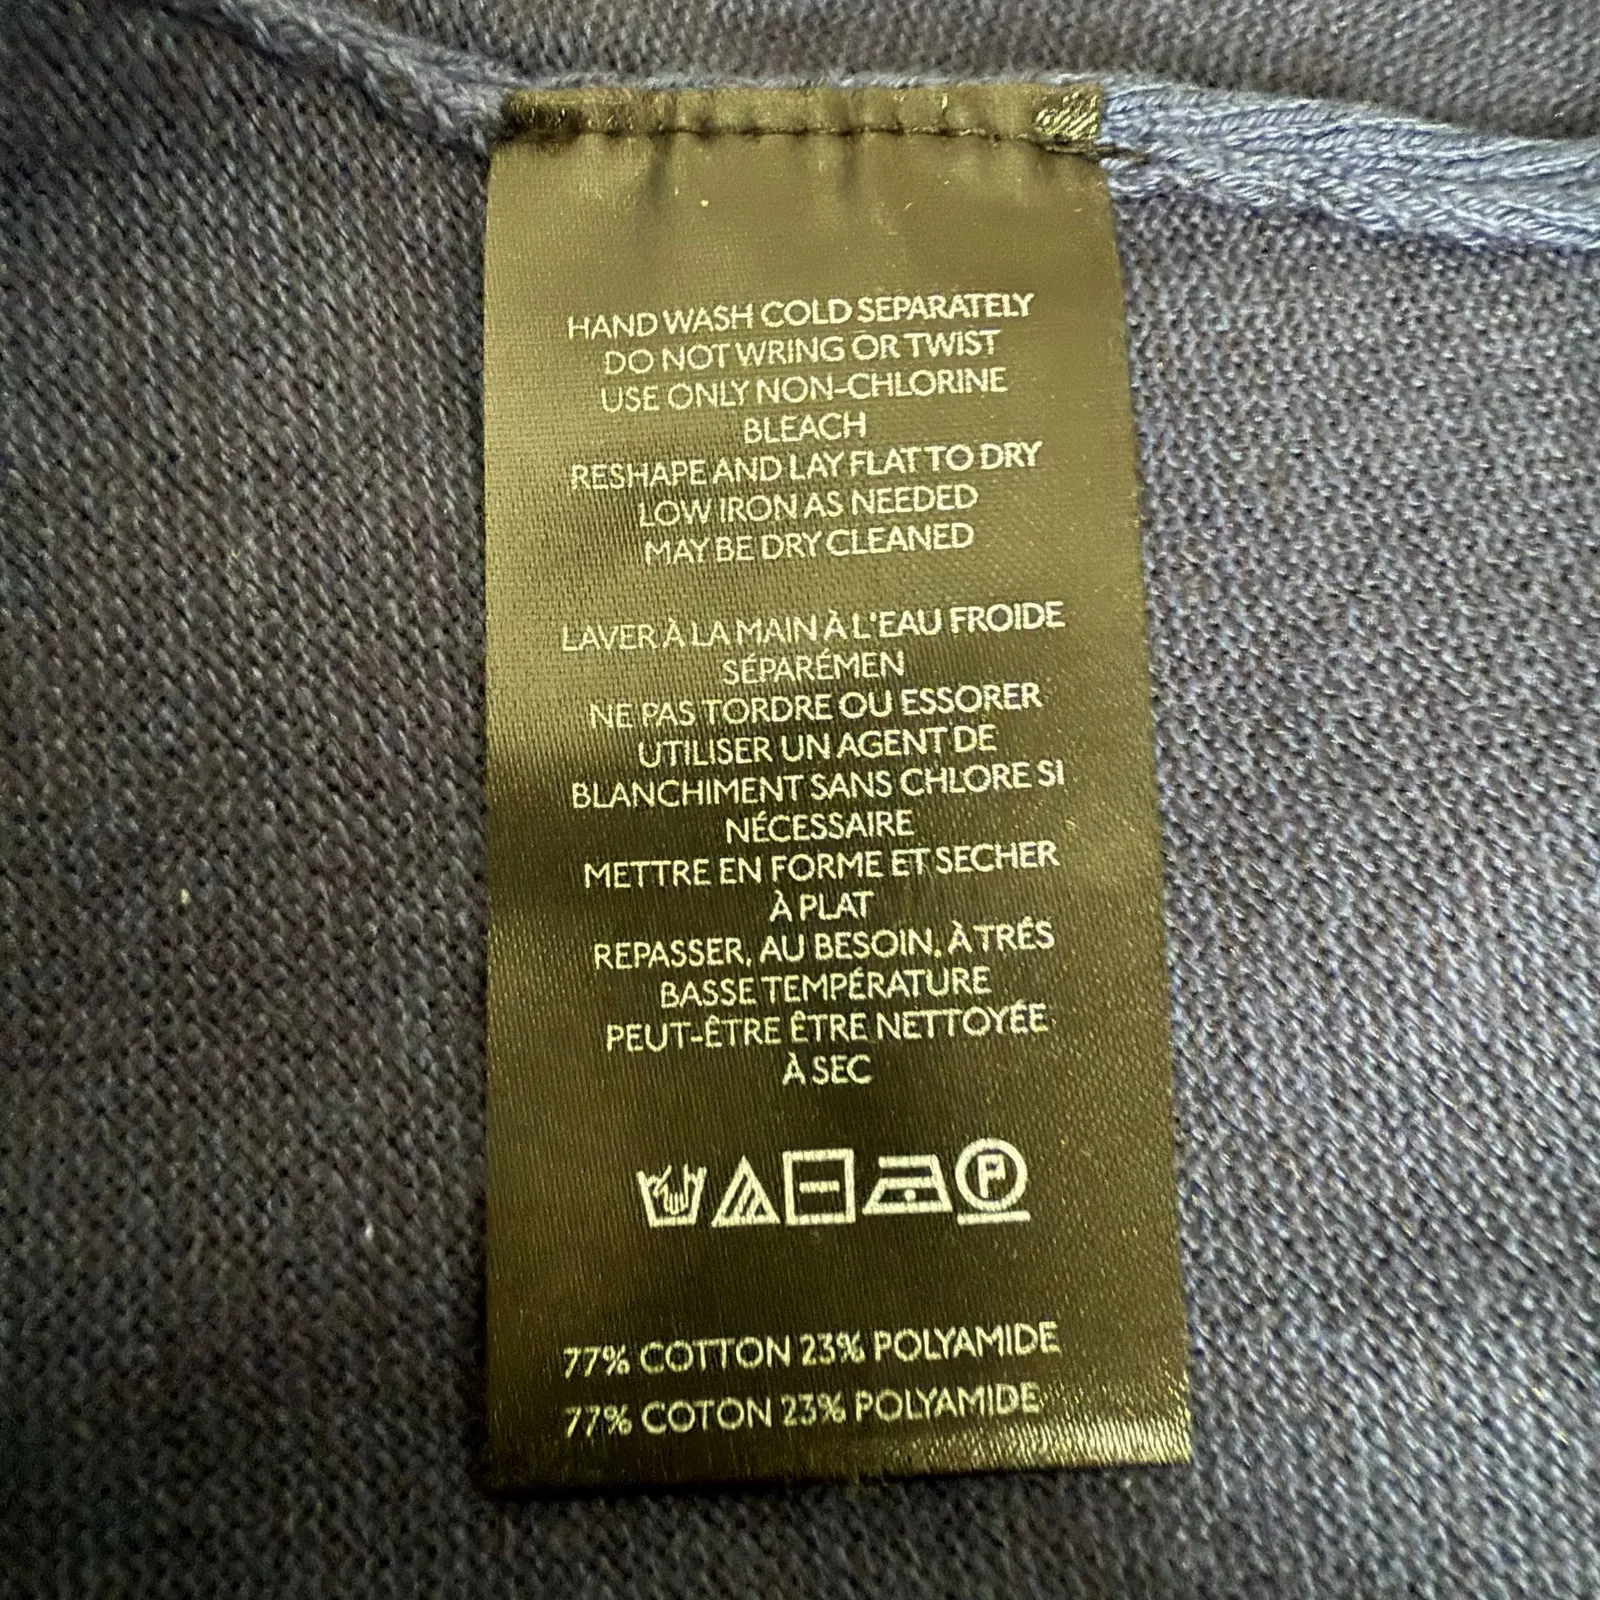 HAND WASH COLD SEPARATELY
DO NOT WRING OR TWIST
USE ONLY NON-CHLORINE
BLEACH
RESHAPE AND LAY FLAT TO DRY
LOW IRON AS NEEDED
MAY BE DRY CLEANED
LAVER À LA MAIN À L'EAU FROIDE
SÉPARÉMEN
NE PAS TORDRE OU ESSORER
UTILISER UN AGENT DE
BLANCHIMENT SANS CHLORE SI
NÉCESSAIRE
METTRE EN FORME ET SECHER
À PLAT
REPASSER, AU BESOIN, À TRÉS
BASSE TEMPÉRATURE
PEUT-ÊTRE ÊTRE NETTOYÉE
À SEC
P
77% COTTON 23% POLYAMIDE
77% COTON 23% POLYAMIDE